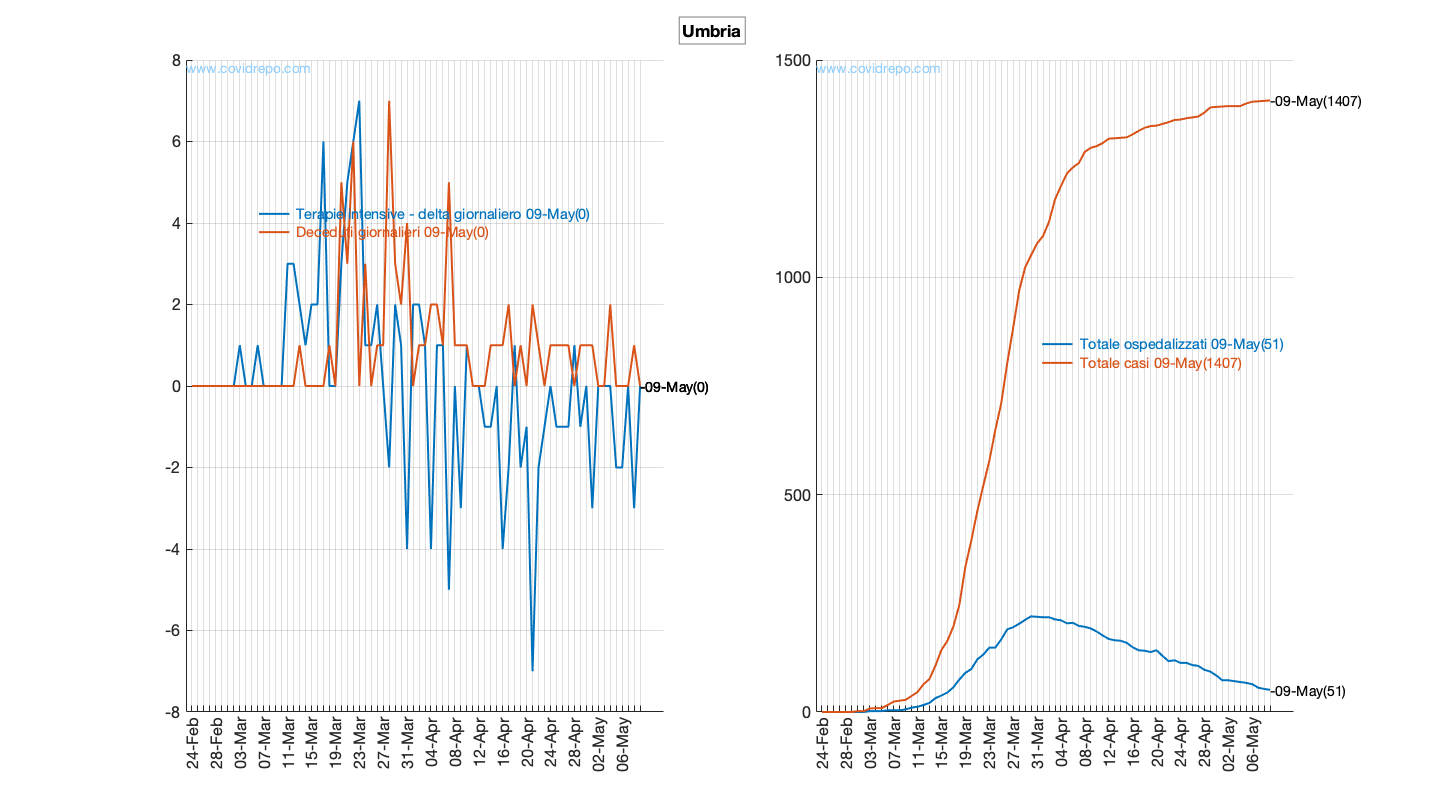 Umbria
www.covidrepo.com
8
6
4
2
0
-2
-4
-6
-8
Terapie intensive - delta giornaliero 09-May(0)
Deceduti giornalieri 09-May(0)
-09-May(0)
24-Feb
28-Feb
03-Mar
07-Mar
11-Mar
15-Mar
19-Mar
23-Mar
27-Mar
31-Mar
04-Apr
08-Apr
12-Apr
16-Apr
20-Apr
24-Apr
28-Apr
02-May
06-May
www.covidrepo.com
1500
1000
500
0
-09-May(1407)
Totale ospedalizzati 09-May(51)
Totale casi 09-May(1407)
-09-May(51)
24-Feb
28-Feb
03-Mar
07-Mar
11-Mar
15-Mar
19-Mar
23-Mar
27-Mar
31-Mar
04-Apr
08-Apr
12-Apr
16-Apr
20-Apr
24-Apr
28-Apr
02-May
06-May